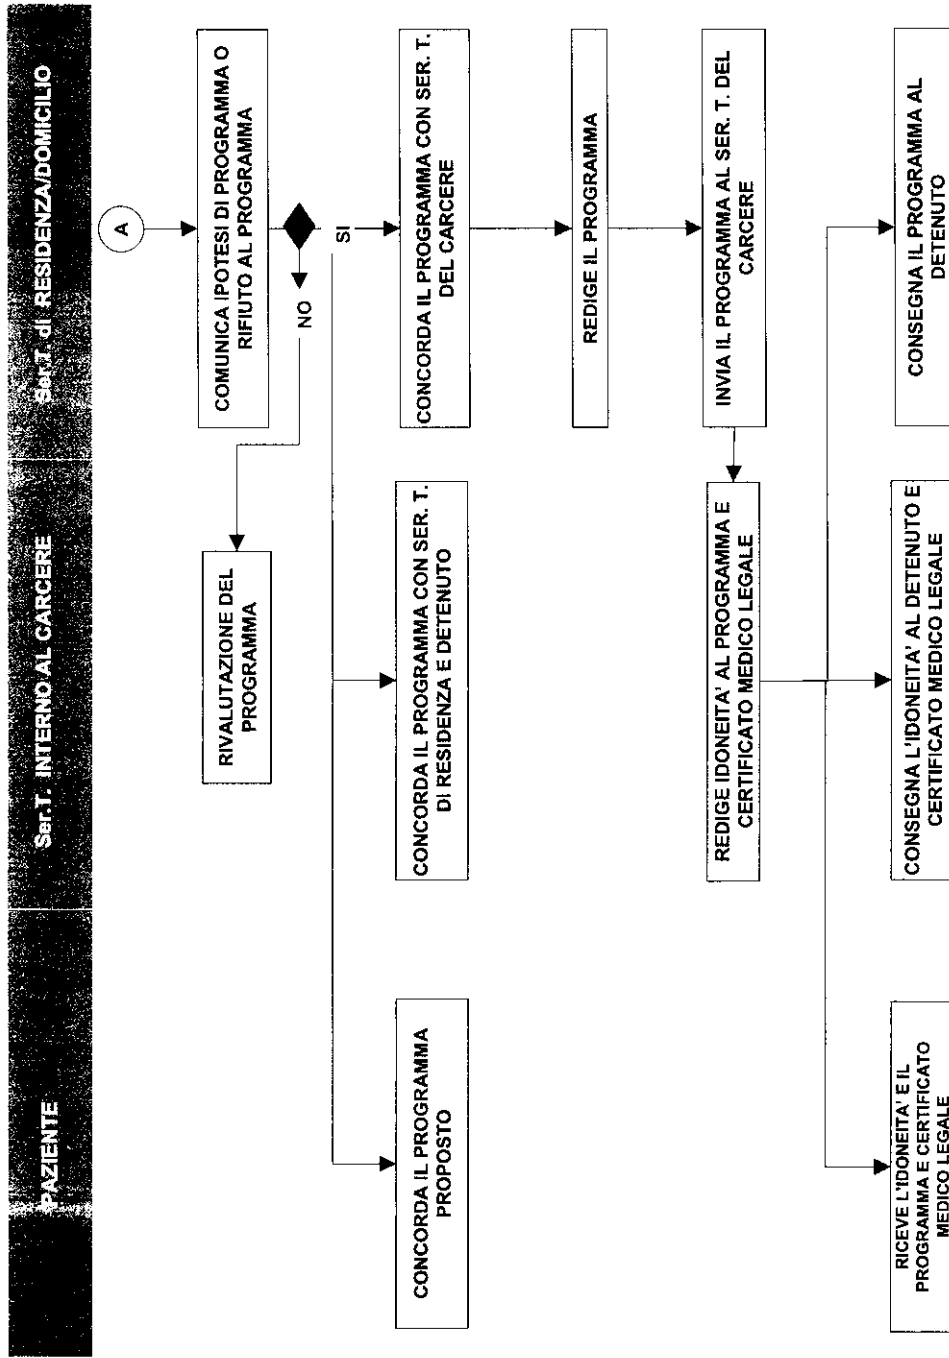 PAZIENTE
Ser.T. INTERNO AL CARCERE
Ser.T. di RESIDENZA/DOMICILIO
A
COMUNICA IPOTESI DI PROGRAMMA O
RIFIUTO AL PROGRAMMA
NO
SI
RIVALUTAZIONE DEL
PROGRAMMA
CONCORDA IL PROGRAMMA
PROPOSTO
CONCORDA IL PROGRAMMA CON SER. T.
DI RESIDENZA E DETENUTO
CONCORDA IL PROGRAMMA CON SER. T.
DEL CARCERE
REDIGE IL PROGRAMMA
INVIA IL PROGRAMMA AL SER. T. DEL
CARCERE
REDIGE IDONEITA' AL PROGRAMMA E
CERTIFICATO MEDICO LEGALE
RICEVE L'IDONEITA' E IL
PROGRAMMA E CERTIFICATO
MEDICO LEGALE
CONSEGNA L'IDONEITA' AL DETENUTO E
CERTIFICATO MEDICO LEGALE
CONSEGNA IL PROGRAMMA AL
DETENUTO